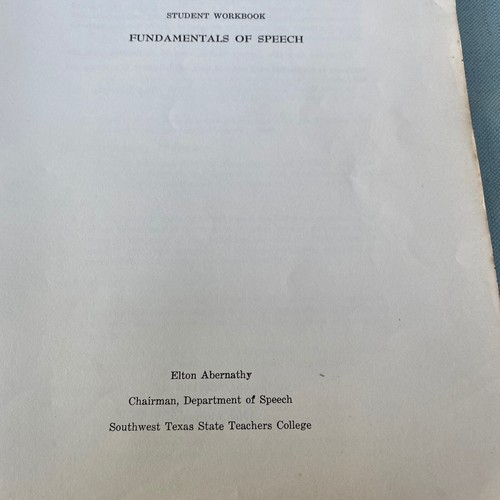 STUDENT WORKBOOK
FUNDAMENTALS OF SPEECH
Elton Abernathy
Chairman, Department of Speech
Southwest Texas State Teachers College